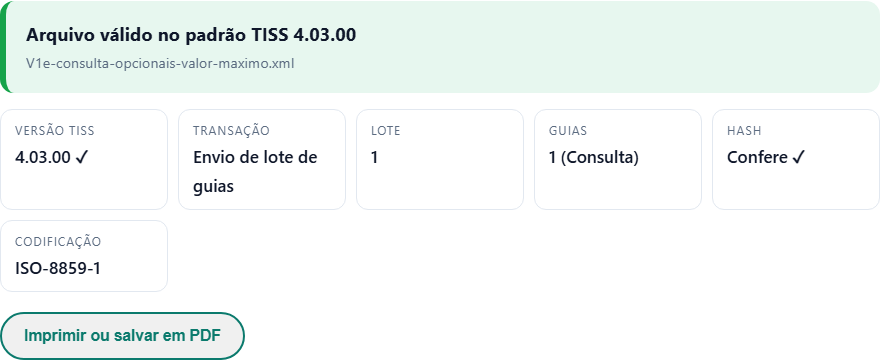 Arquivo válido no padrão TISS 4.03.00
V1e-consulta-opcionais-valor-maximo.xml
VERSÃO TISS
4.03.00 ✓
TRANSAÇÃO
Envio de lote de
guias
LOTE
1
GUIAS
1 (Consulta)
HASH
Confere ✓
CODIFICAÇÃO
ISO-8859-1
Imprimir ou salvar em PDF